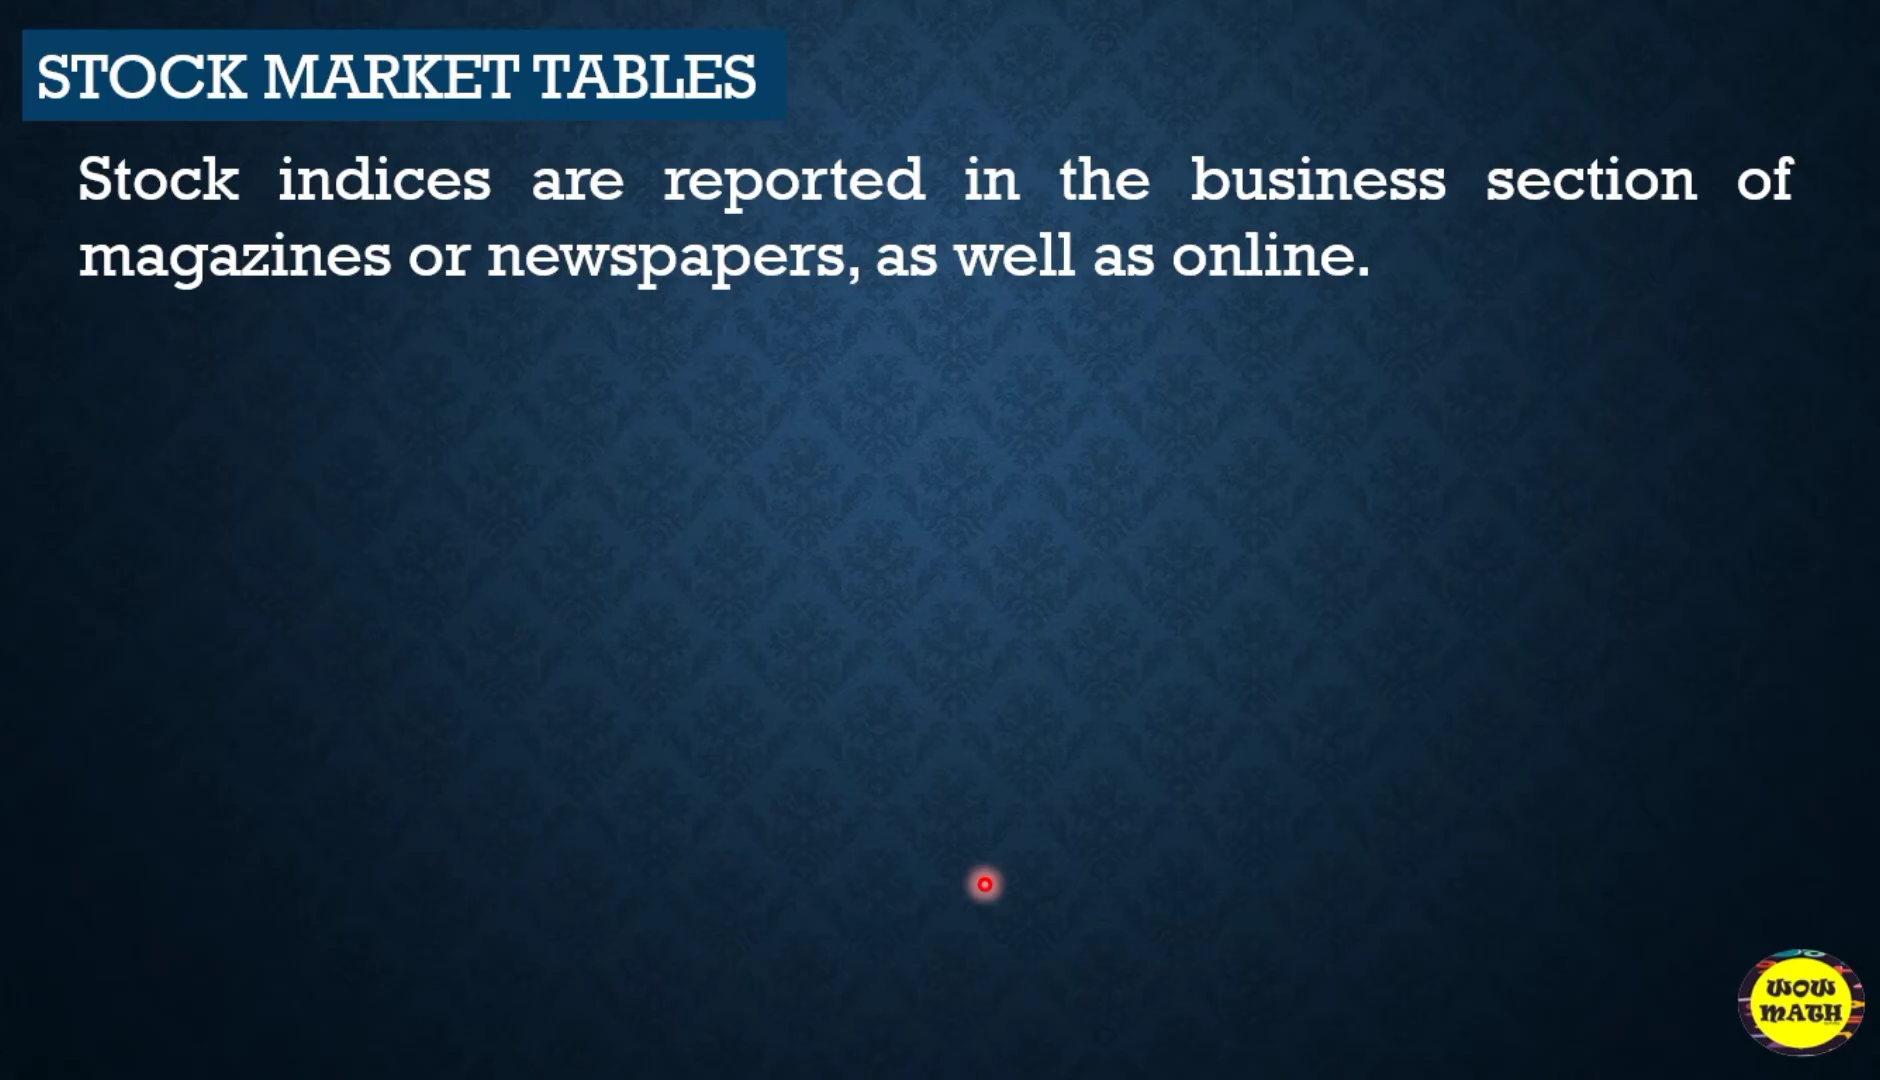 STOCK MARKET TABLES
Stock indices are reported in the business section of
magazines or newspapers, as well as online.
WOW
MATH